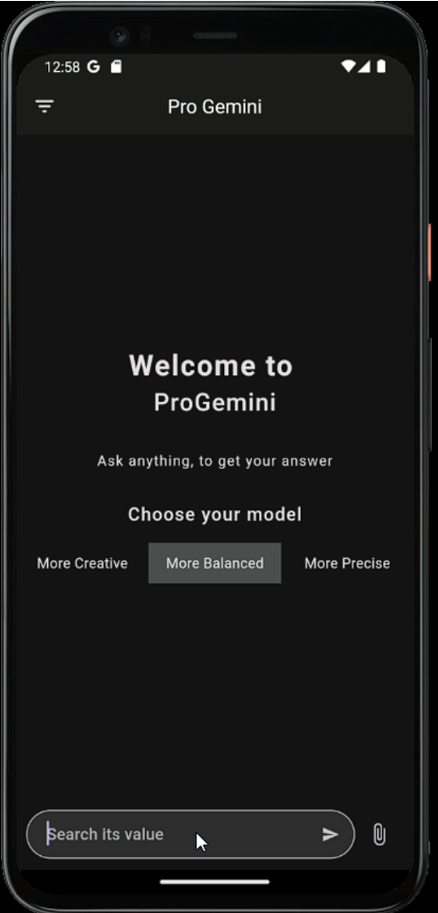 12:58 G
Pro Gemini
Welcome to
ProGemini
Ask anything, to get your answer
Choose your model
More Creative More Balanced More Precise
Search its value